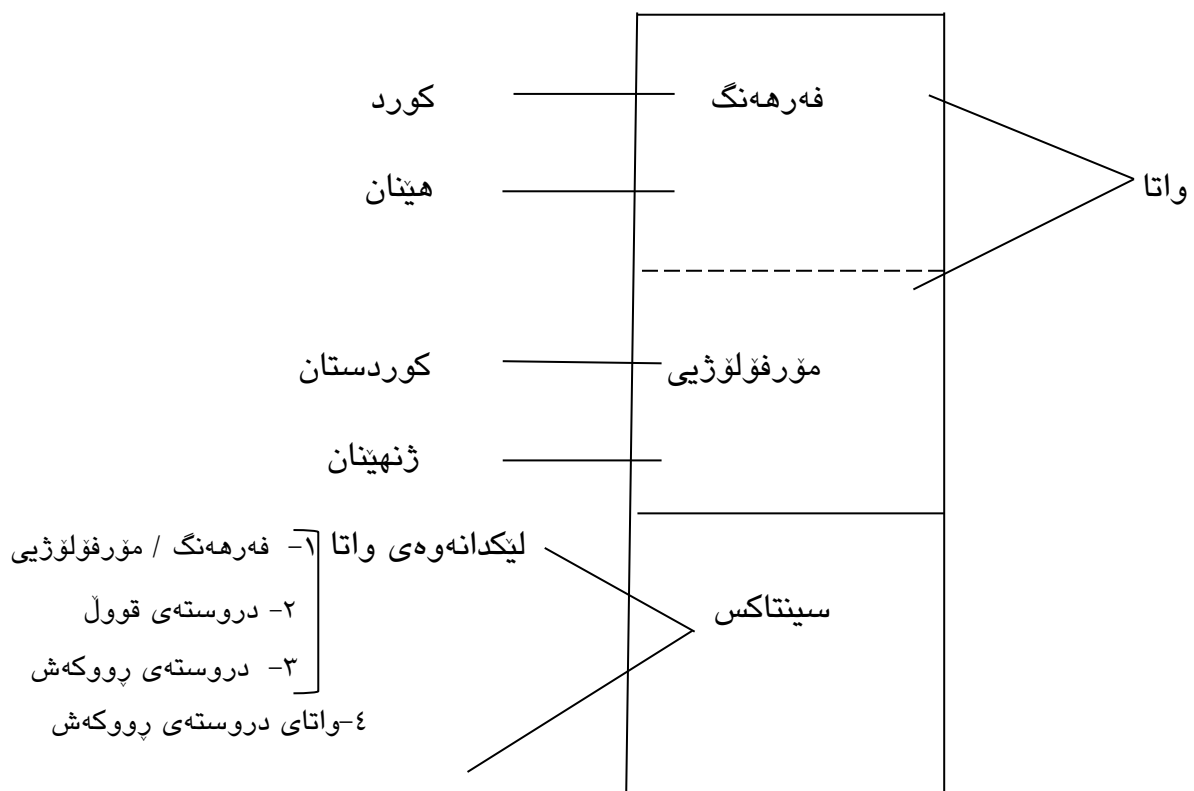 فەرهەنگ
کورد
واتا
هێنان
مۆرفۆلۆژیی
کوردستان
ژنهێنان
لێکدانەوەی واتا ١- فەرهەنگ / مۆرفۆلۆژیی
سینتاکس
٢- دروستەی قووڵ
٣- دروستەی ڕووکەش
٤-واتای دروستەی ڕووکەش